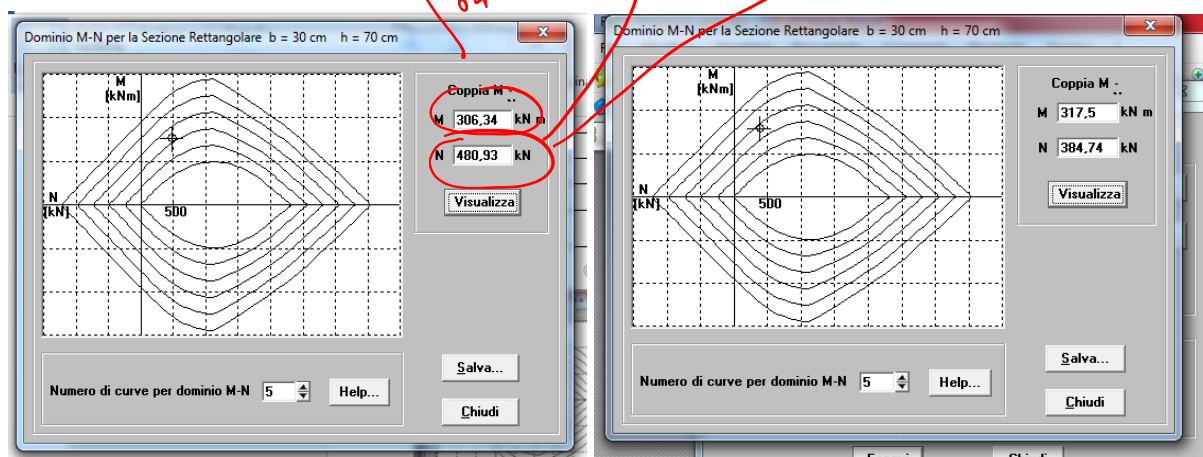 Dominio M-N per la Sezione Rettangolare b = 30 cm h = 70 cm
M
[kNm]
N
[kN]
500
Coppia M -
M 306,34 kN m
N 480,93 kN
Visualizza
Numero di curve per dominio M-N 5
Help...
Salva...
Chiudi
Dominio M-N per la Sezione Rettangolare b = 30 cm h = 70 cm
M
[kNm]
N
[kN]
500
Coppia M -
M 317,5 kN m
N 384,74 kN
Visualizza
Numero di curve per dominio M-N 5
Help...
Salva...
Chiudi